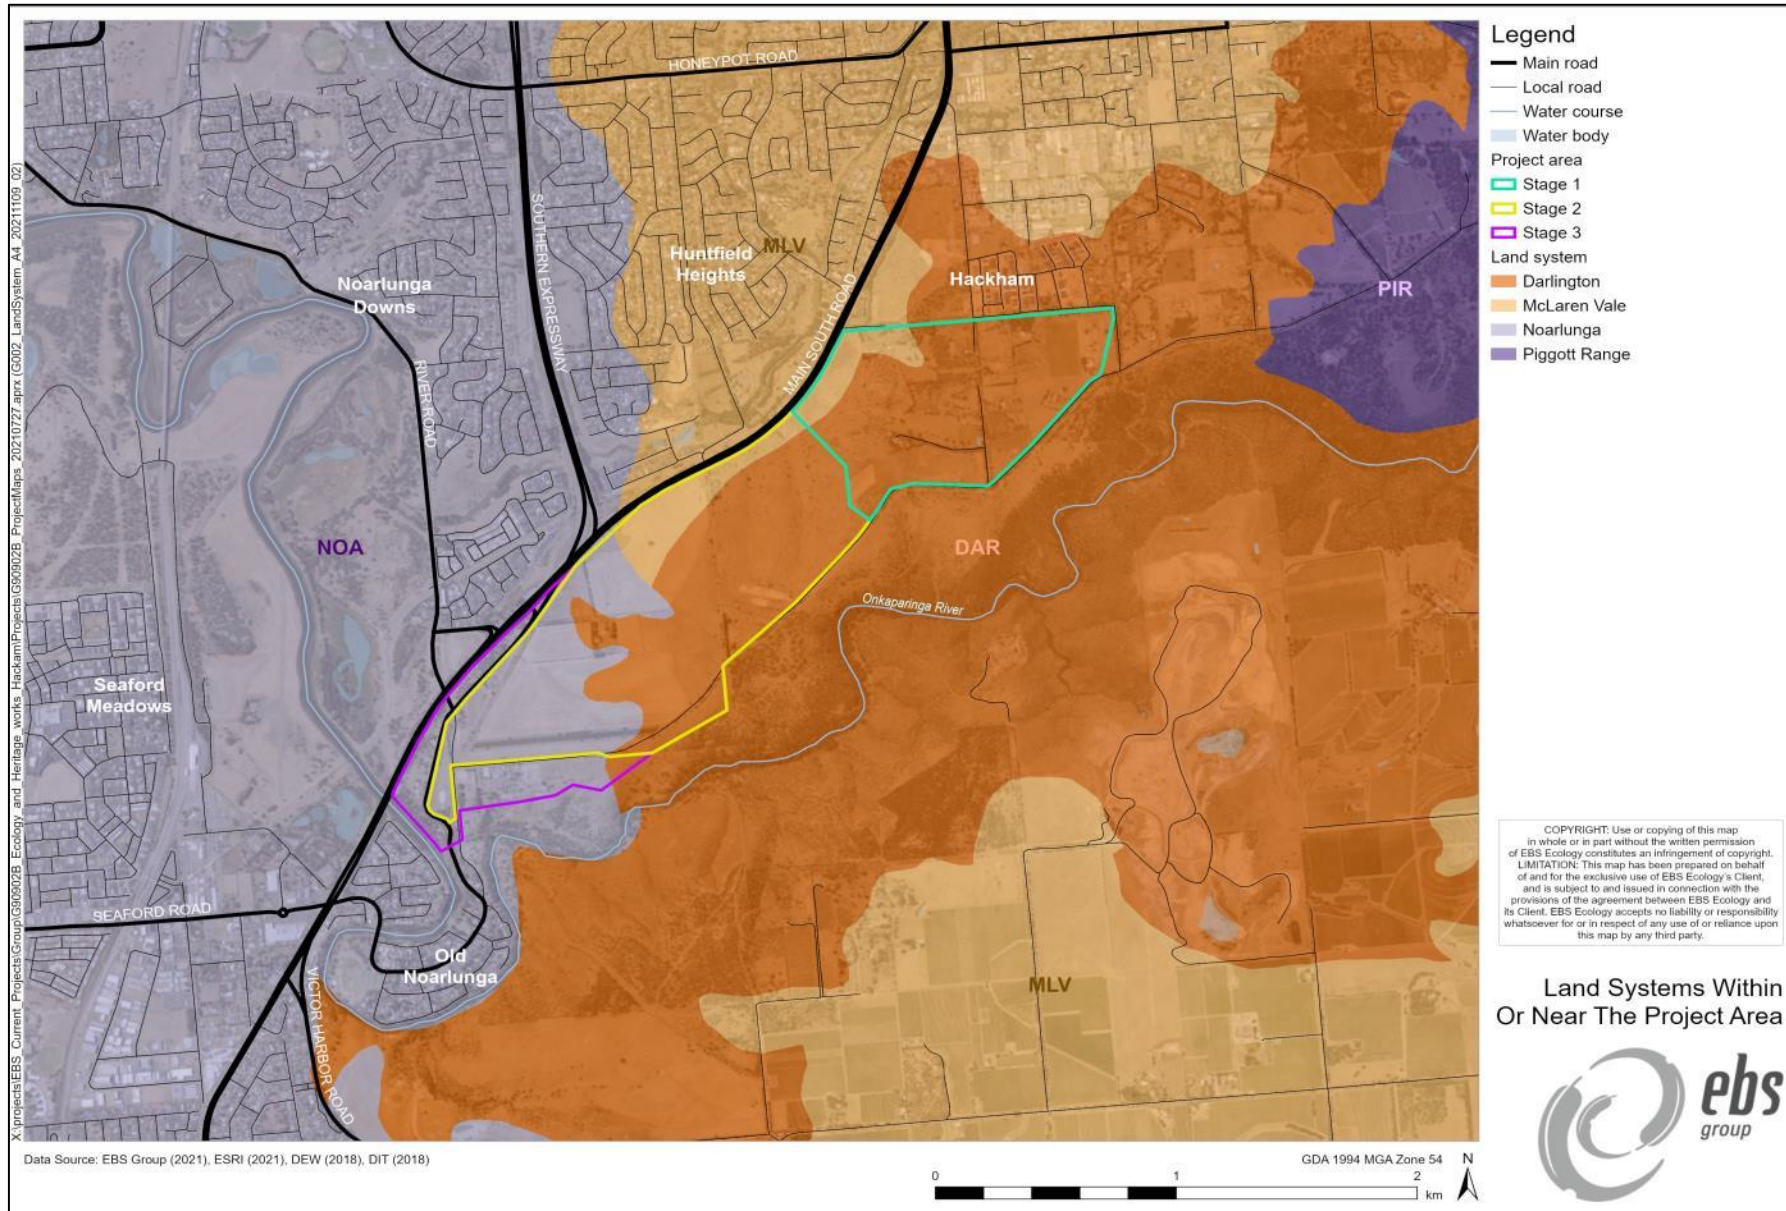 HONEYPOT ROAD
SOUTHERN EXPRESSWAY
Huntfield
Heights
MLV
MAIN SOUTH ROAD
Hackham
PIR
Noarlunga
Downs
RIVER ROAD
NOA
DAR
Onkaparinga River
Seaford
Meadows
SEAFORD ROAD
Old
Noarlunga
VICTOR HARBOR ROAD
MLV
X:\projects\EBS_Current_Projects\Group\G90902B_Ecology_and_Heritage_works_Hackam\Projects\G90902B_ProjectMaps_20210727.aprx (G002_LandSystem_A4_20211109_02)
Data Source: EBS Group (2021), ESRI (2021), DEW (2018), DIT (2018)
GDA 1994 MGA Zone 54
N
0 1 2
km
Legend
Main road
Local road
Water course
Water body
Project area
Stage 1
Stage 2
Stage 3
Land system
Darlington
McLaren Vale
Noarlunga
Piggott Range
COPYRIGHT: Use or copying of this map
in whole or in part without the written permission
of EBS Ecology constitutes an infringement of copyright.
LIMITATION: This map has been prepared on behalf
of and for the exclusive use of EBS Ecology's Client,
and is subject to and issued in connection with the
provisions of the agreement between EBS Ecology and
its Client. EBS Ecology accepts no liability or responsibility
whatsoever for or in respect of any use of or reliance upon
this map by any third party.
Land Systems Within
Or Near The Project Area
ebs
group